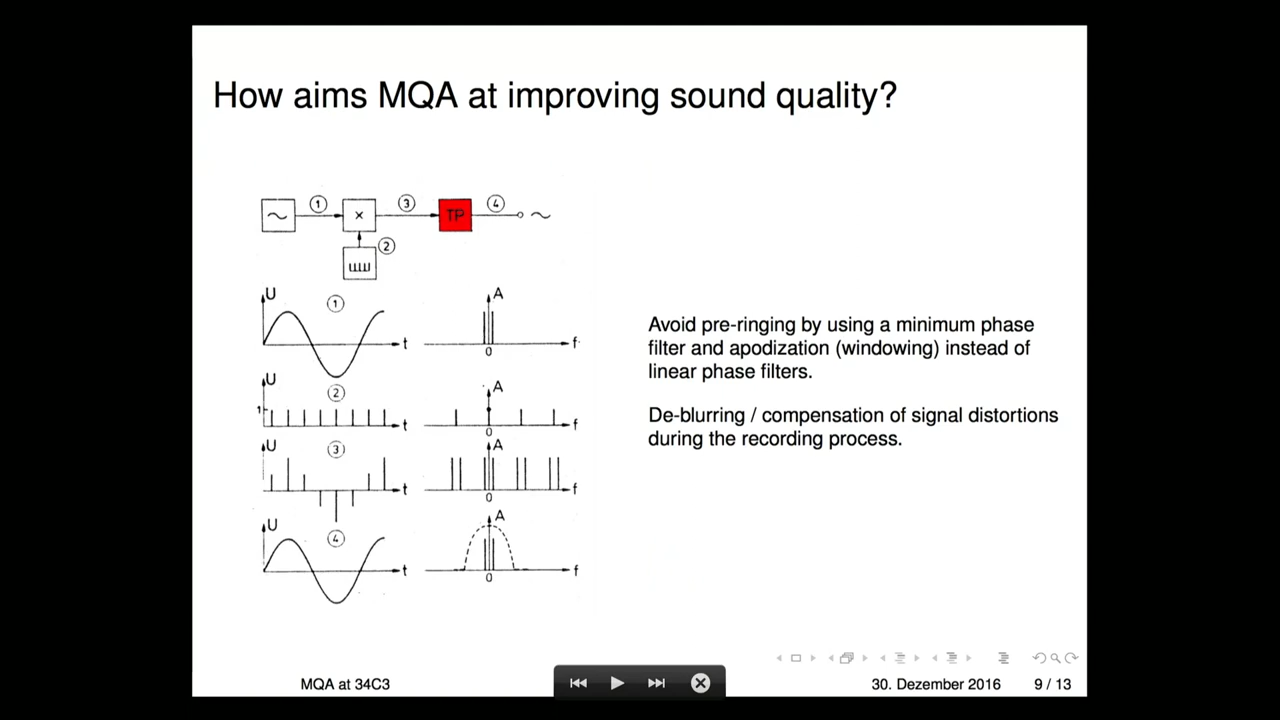 How aims MQA at improving sound quality?
~ 1 × 3 TP 4 ~
2
U 1 A
t 0 f
U 2 A
1 t 0 f
U 3 A
t 0 f
U 4 A
t 0 f
Avoid pre-ringing by using a minimum phase
filter and apodization (windowing) instead of
linear phase filters.
De-blurring / compensation of signal distortions
during the recording process.
MQA at 34C3 30. Dezember 2016 9 / 13